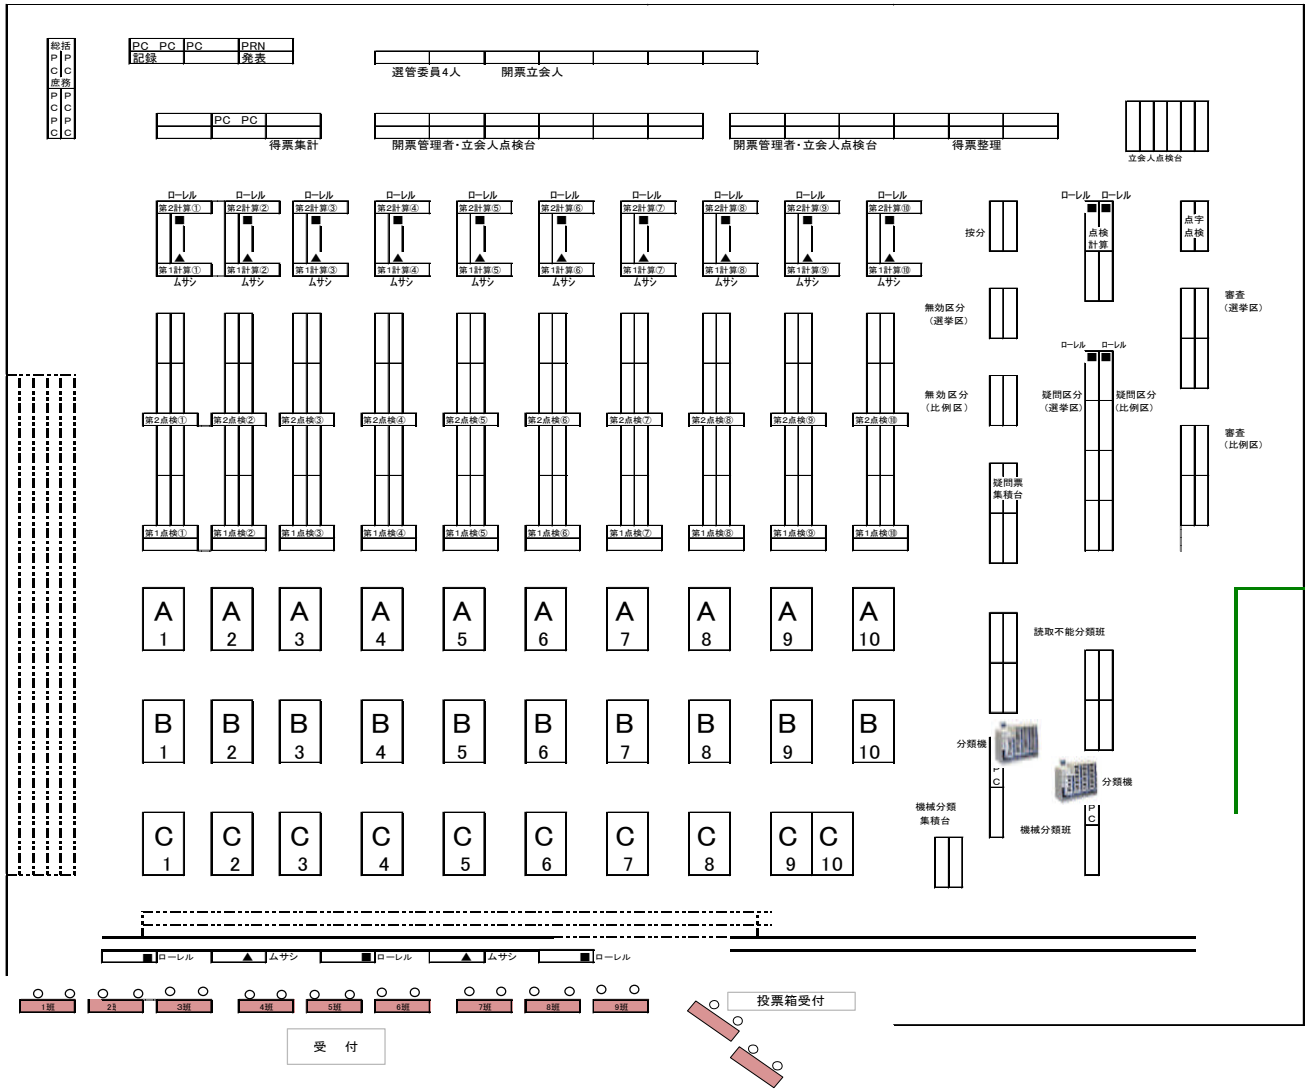 総括
P P
C C
庶務
P P
C C
P P
C C
PC PC PC PRN
記録 発表
選管委員4人 開票立会人
PC PC
得票集計
開票管理者・立会人点検台
開票管理者・立会人点検台 得票整理
立会人点検台
ローレル ローレル ローレル ローレル ローレル ローレル ローレル ローレル ローレル ローレル
第2計算① 第2計算② 第2計算③ 第2計算④ 第2計算⑤ 第2計算⑥ 第2計算⑦ 第2計算⑧ 第2計算⑨ 第2計算⑩
■ ■ ■ ■ ■ ■ ■ ■ ■ ■
▲ ▲ ▲ ▲ ▲ ▲ ▲ ▲ ▲ ▲
第1計算① 第1計算② 第1計算③ 第1計算④ 第1計算⑤ 第1計算⑥ 第1計算⑦ 第1計算⑧ 第1計算⑨ 第1計算⑩
ムサシ ムサシ ムサシ ムサシ ムサシ ムサシ ムサシ ムサシ ムサシ ムサシ
按分
ローレル ローレル
■ ■
点検
計算
点字
点検
無効区分
(選挙区)
審査
(選挙区)
ローレル ローレル
■ ■
無効区分
(比例区)
疑問区分
(選挙区)
疑問区分
(比例区)
審査
(比例区)
第2点検① 第2点検② 第2点検③ 第2点検④ 第2点検⑤ 第2点検⑥ 第2点検⑦ 第2点検⑧ 第2点検⑨ 第2点検⑩
疑問票
集積台
第1点検① 第1点検② 第1点検③ 第1点検④ 第1点検⑤ 第1点検⑥ 第1点検⑦ 第1点検⑧ 第1点検⑨ 第1点検⑩
A A A A A A A A A A
1 2 3 4 5 6 7 8 9 10
読取不能分類班
B B B B B B B B B B
1 2 3 4 5 6 7 8 9 10
分類機
P
C
分類機
P
C
機械分類
集積台
機械分類班
C C C C C C C C C C
1 2 3 4 5 6 7 8 9 10
■ローレル ▲ ムサシ ■ローレル ▲ ムサシ ■ローレル
1班 2班 3班 4班 5班 6班 7班 8班 9班
投票箱受付
受 付